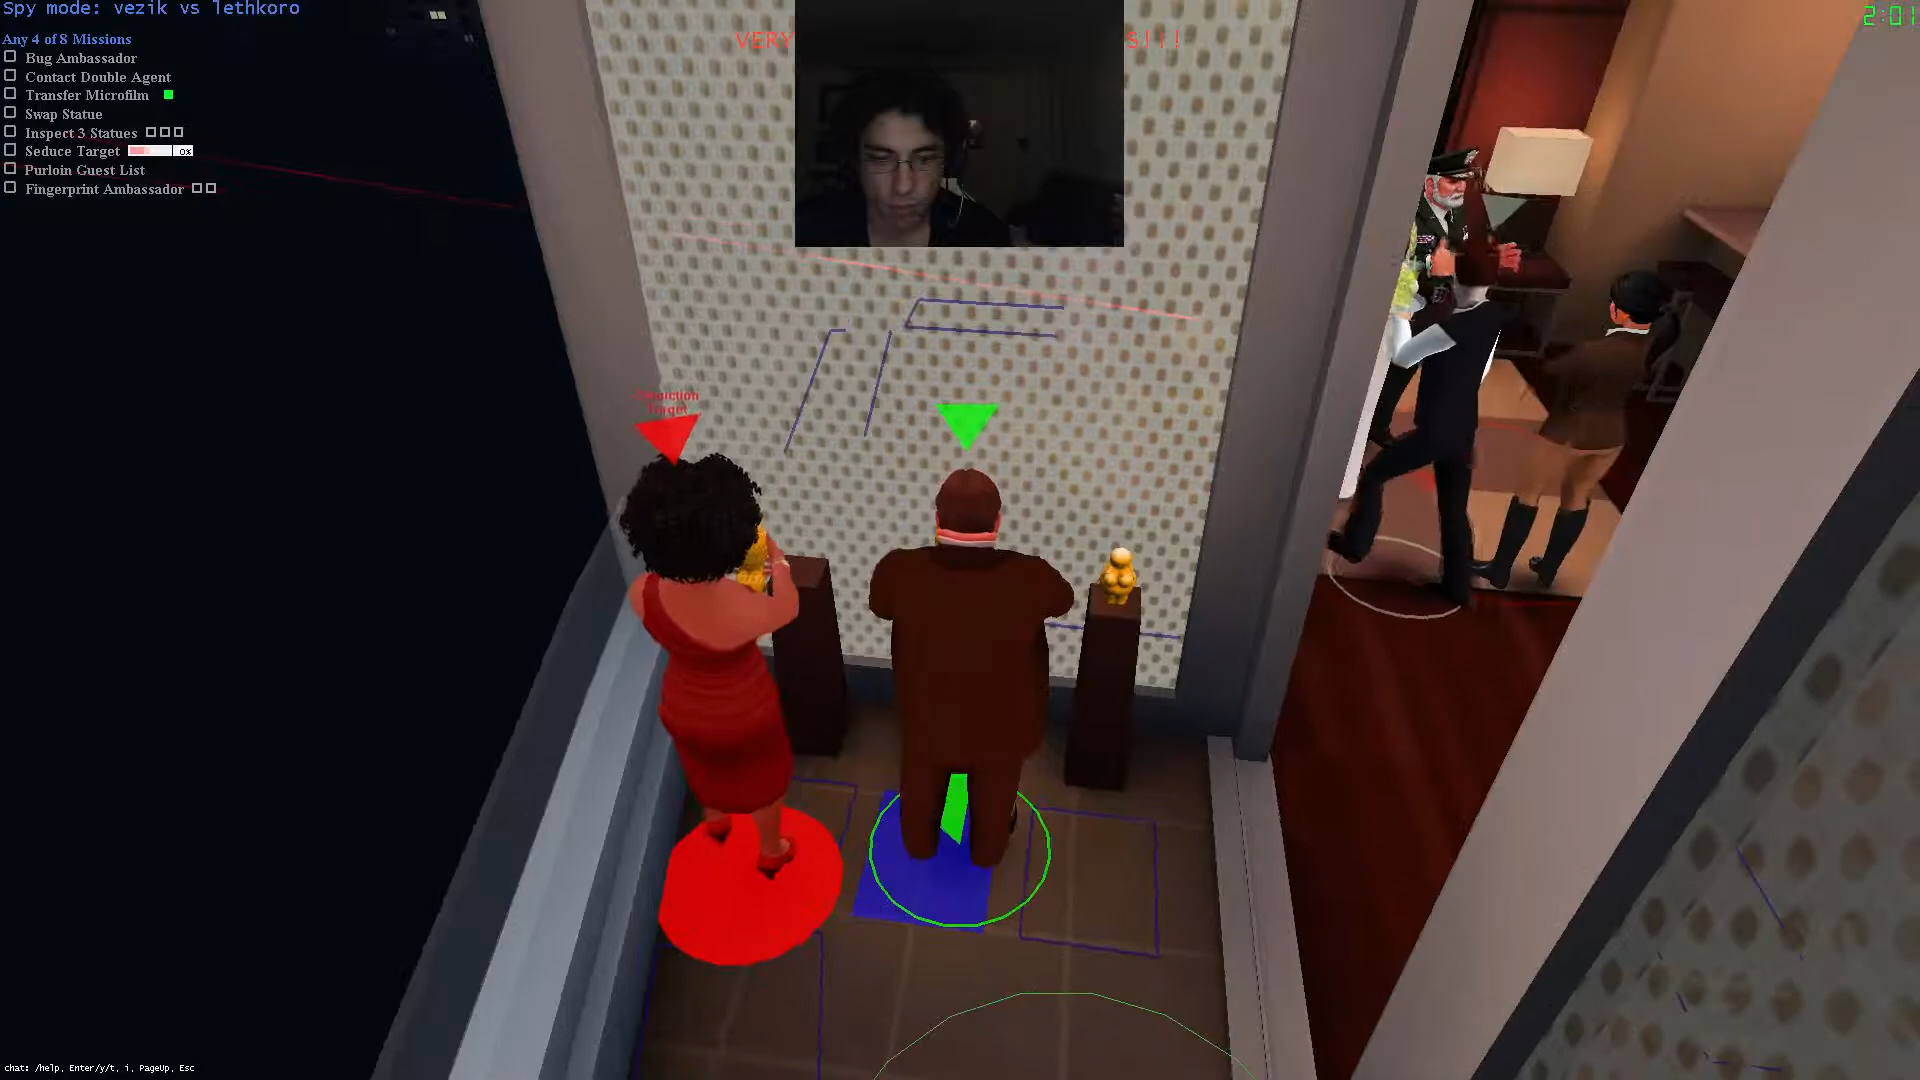 Spy mode: vezik vs lethkoro
2:01
VERY
S!!!
Any 4 of 8 Missions
Bug Ambassador
Contact Double Agent
Transfer Microfilm
Swap Statue
Inspect 3 Statues
Seduce Target 0%
Purloin Guest List
Fingerprint Ambassador
Target
chat: /help, Enter/y/t, i, PageUp, Esc